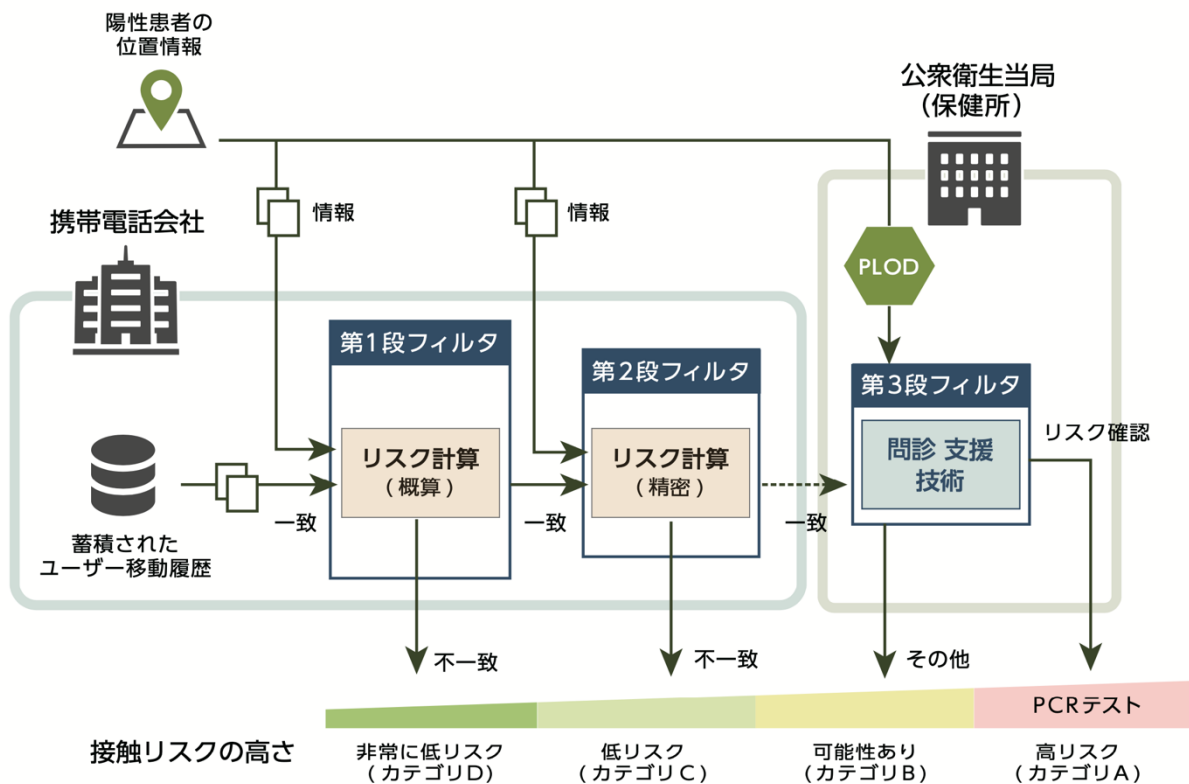 陽性患者の
位置情報
公衆衛生当局
（保健所）
携帯電話会社
情報
情報
PLOD
第1段フィルタ
第2段フィルタ
第3段フィルタ
リスク計算
(概算)
リスク計算
(精密)
問診 支援
技術
リスク確認
一致
一致
一致
蓄積された
ユーザー移動履歴
不一致
不一致
その他
PCRテスト
接触リスクの高さ
非常に低リスク
(カテゴリD)
低リスク
(カテゴリC)
可能性あり
(カテゴリB)
高リスク
(カテゴリA)